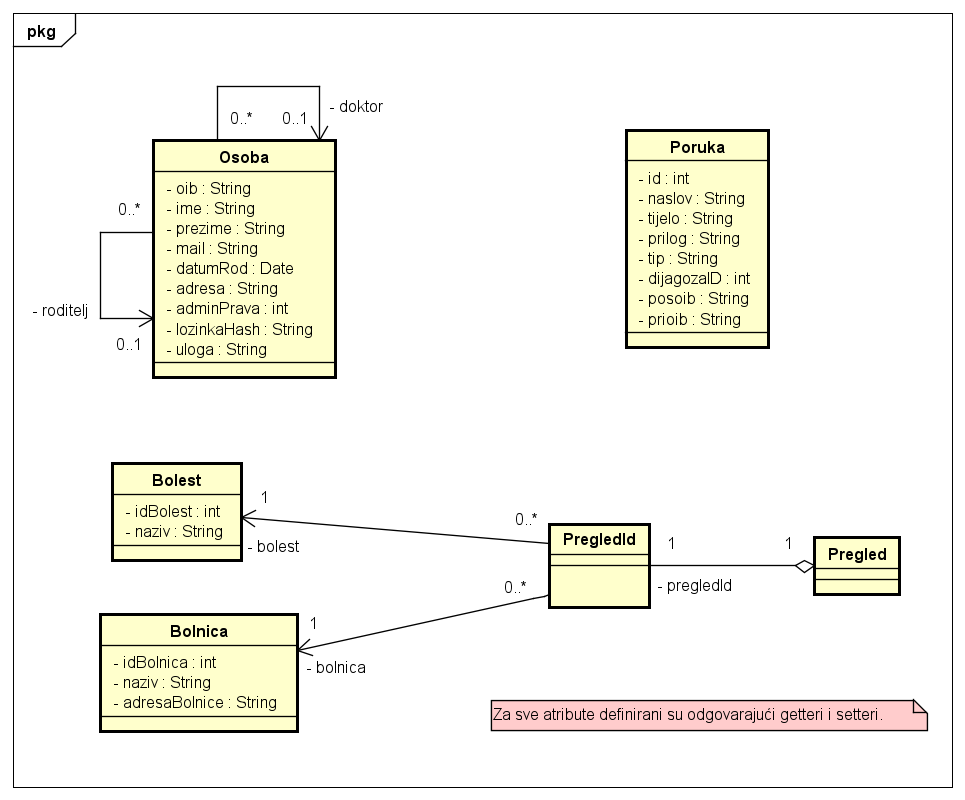 pkg
0..*
0..1
- doktor
Osoba
- oib : String
- ime : String
- prezime : String
- mail : String
- datumRod : Date
- adresa : String
- adminPrava : int
- lozinkaHash : String
- uloga : String
0..*
- roditelj
0..1
Poruka
- id : int
- naslov : String
- tijelo : String
- prilog : String
- tip : String
- dijagozaID : int
- posoib : String
- prioib : String
Bolest
- idBolest : int
- naziv : String
1
- bolest
0..*
PregledId
1
1
- pregledId
Pregled
0..*
Bolnica
- idBolnica : int
- naziv : String
- adresaBolnice : String
1
- bolnica
Za sve atribute definirani su odgovarajući getteri i setteri.